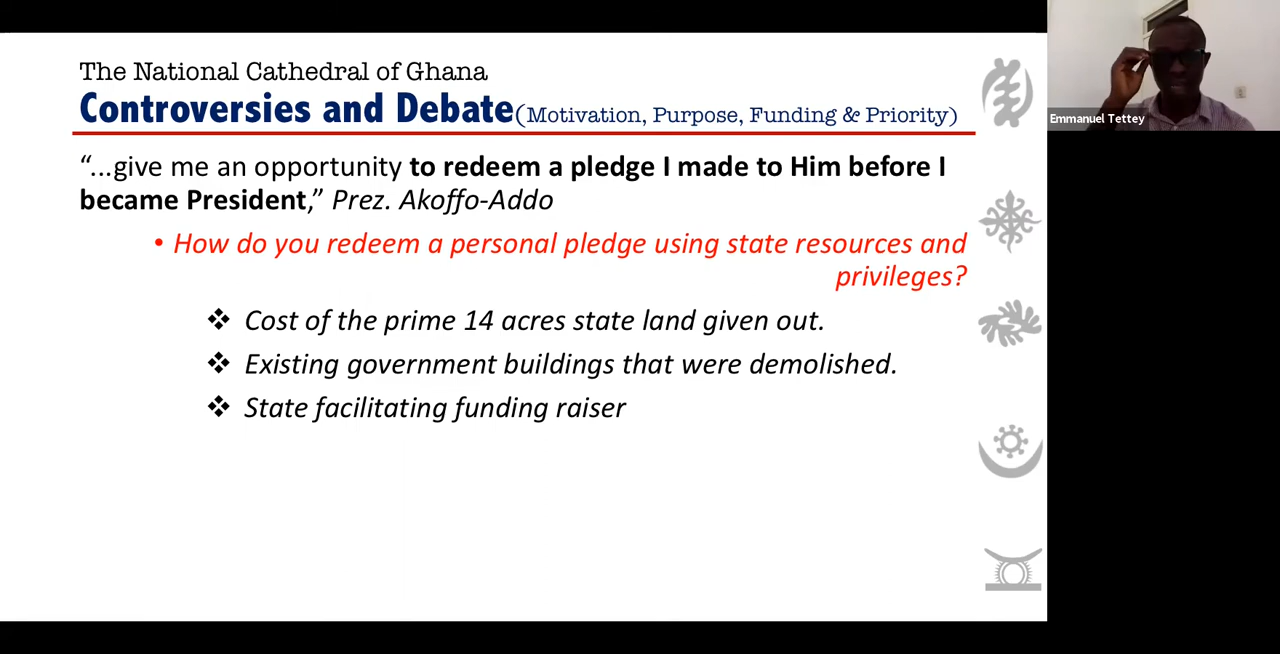 The National Cathedral of Ghana
Controversies and Debate(Motivation, Purpose, Funding & Priority)
“...give me an opportunity to redeem a pledge I made to Him before I
became President,” Prez. Akoffo-Addo
• How do you redeem a personal pledge using state resources and
privileges?
❖ Cost of the prime 14 acres state land given out.
❖ Existing government buildings that were demolished.
❖ State facilitating funding raiser
Emmanuel Tettey